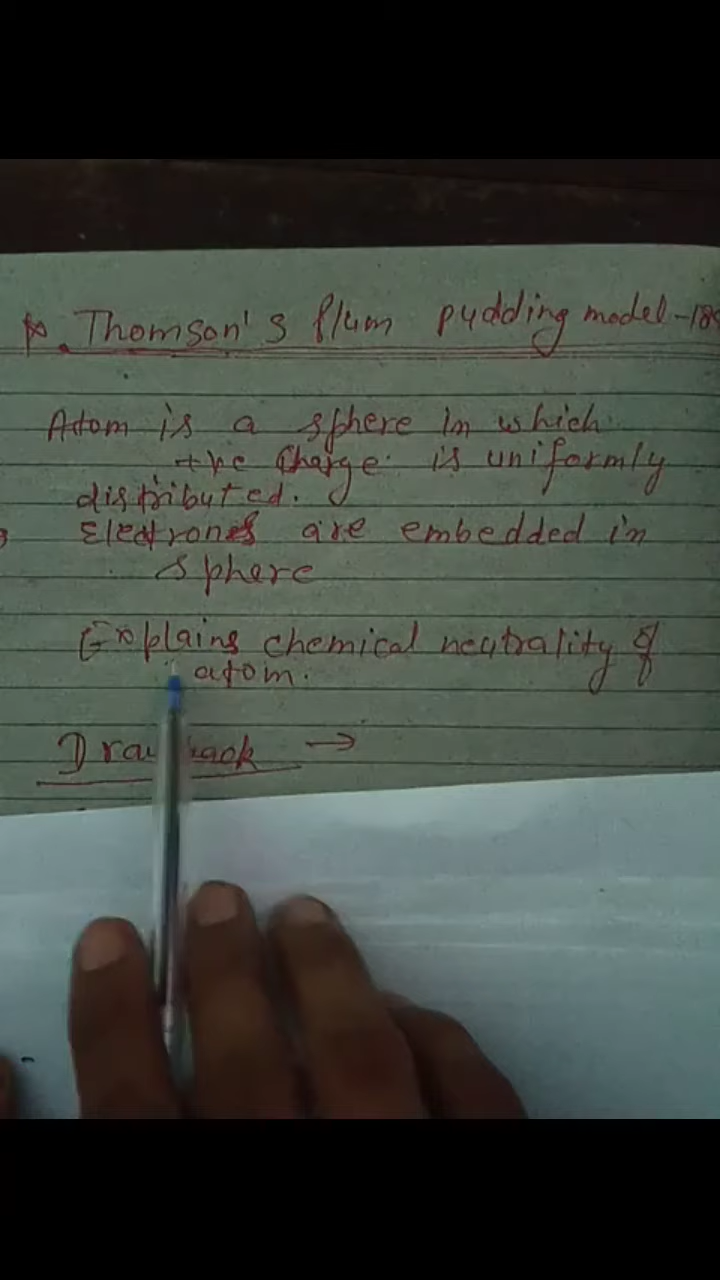 Thomson's plum pudding model-18
Atom is a sphere in which
+ve Charge is uniformly
distributed.
Electrones are embedded in
sphere
Explains chemical neutrality of
atom.
→